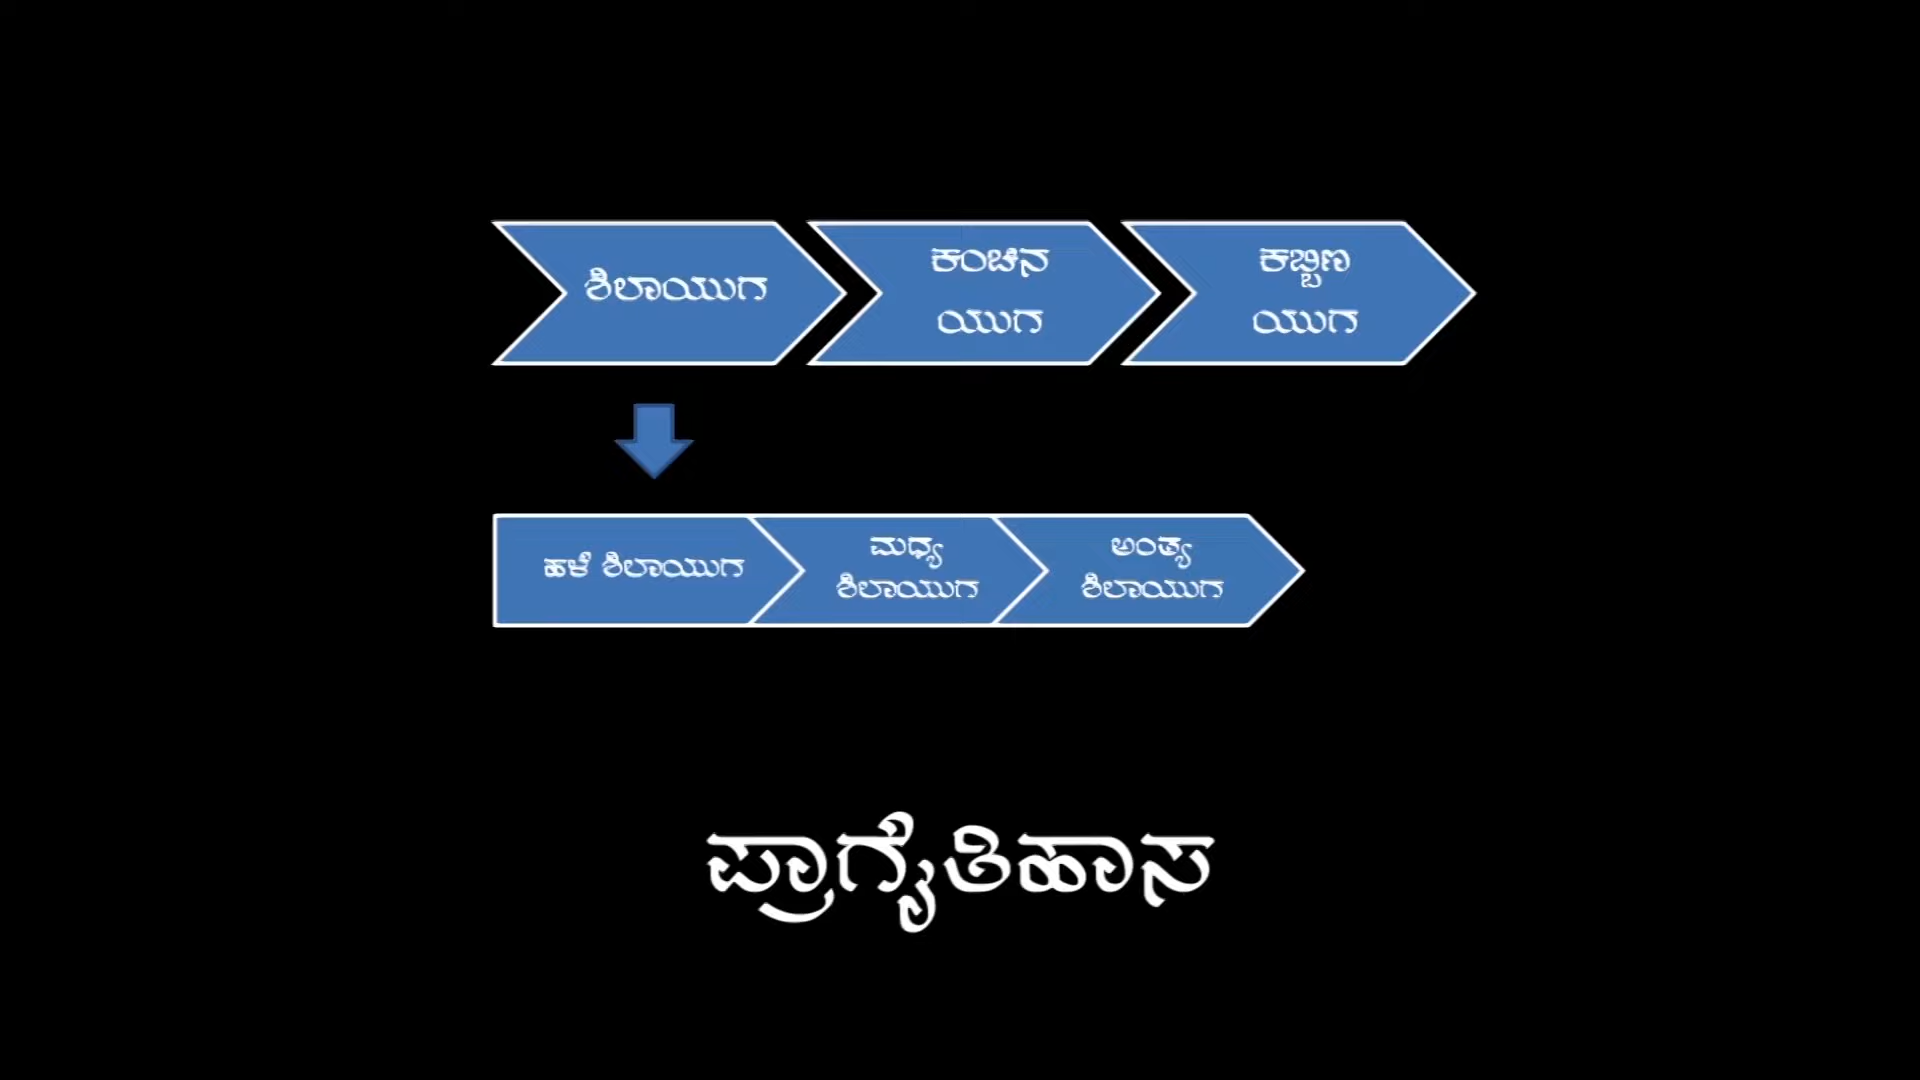 ಶಿಲಾಯುಗ
ಕಂಚಿನ
ಯುಗ
ಕಬ್ಬಿಣ
ಯುಗ
ಹಳೆ ಶಿಲಾಯುಗ
ಮಧ್ಯ
ಶಿಲಾಯುಗ
ಅಂತ್ಯ
ಶಿಲಾಯುಗ
ಪ್ರಾಗೈತಿಹಾಸ